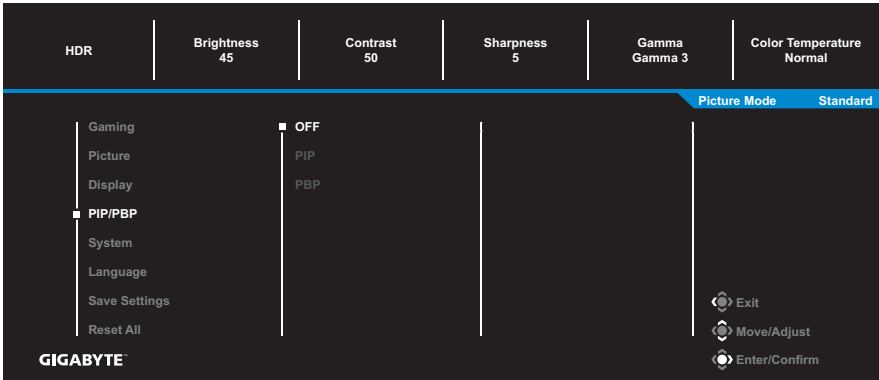 HDR
Brightness
45
Contrast
50
Sharpness
5
Gamma
Gamma 3
Color Temperature
Normal
Picture Mode Standard
Gaming
Picture
Display
PIP/PBP
System
Language
Save Settings
Reset All
OFF
PIP
PBP
Exit
Move/Adjust
Enter/Confirm
GIGABYTE™